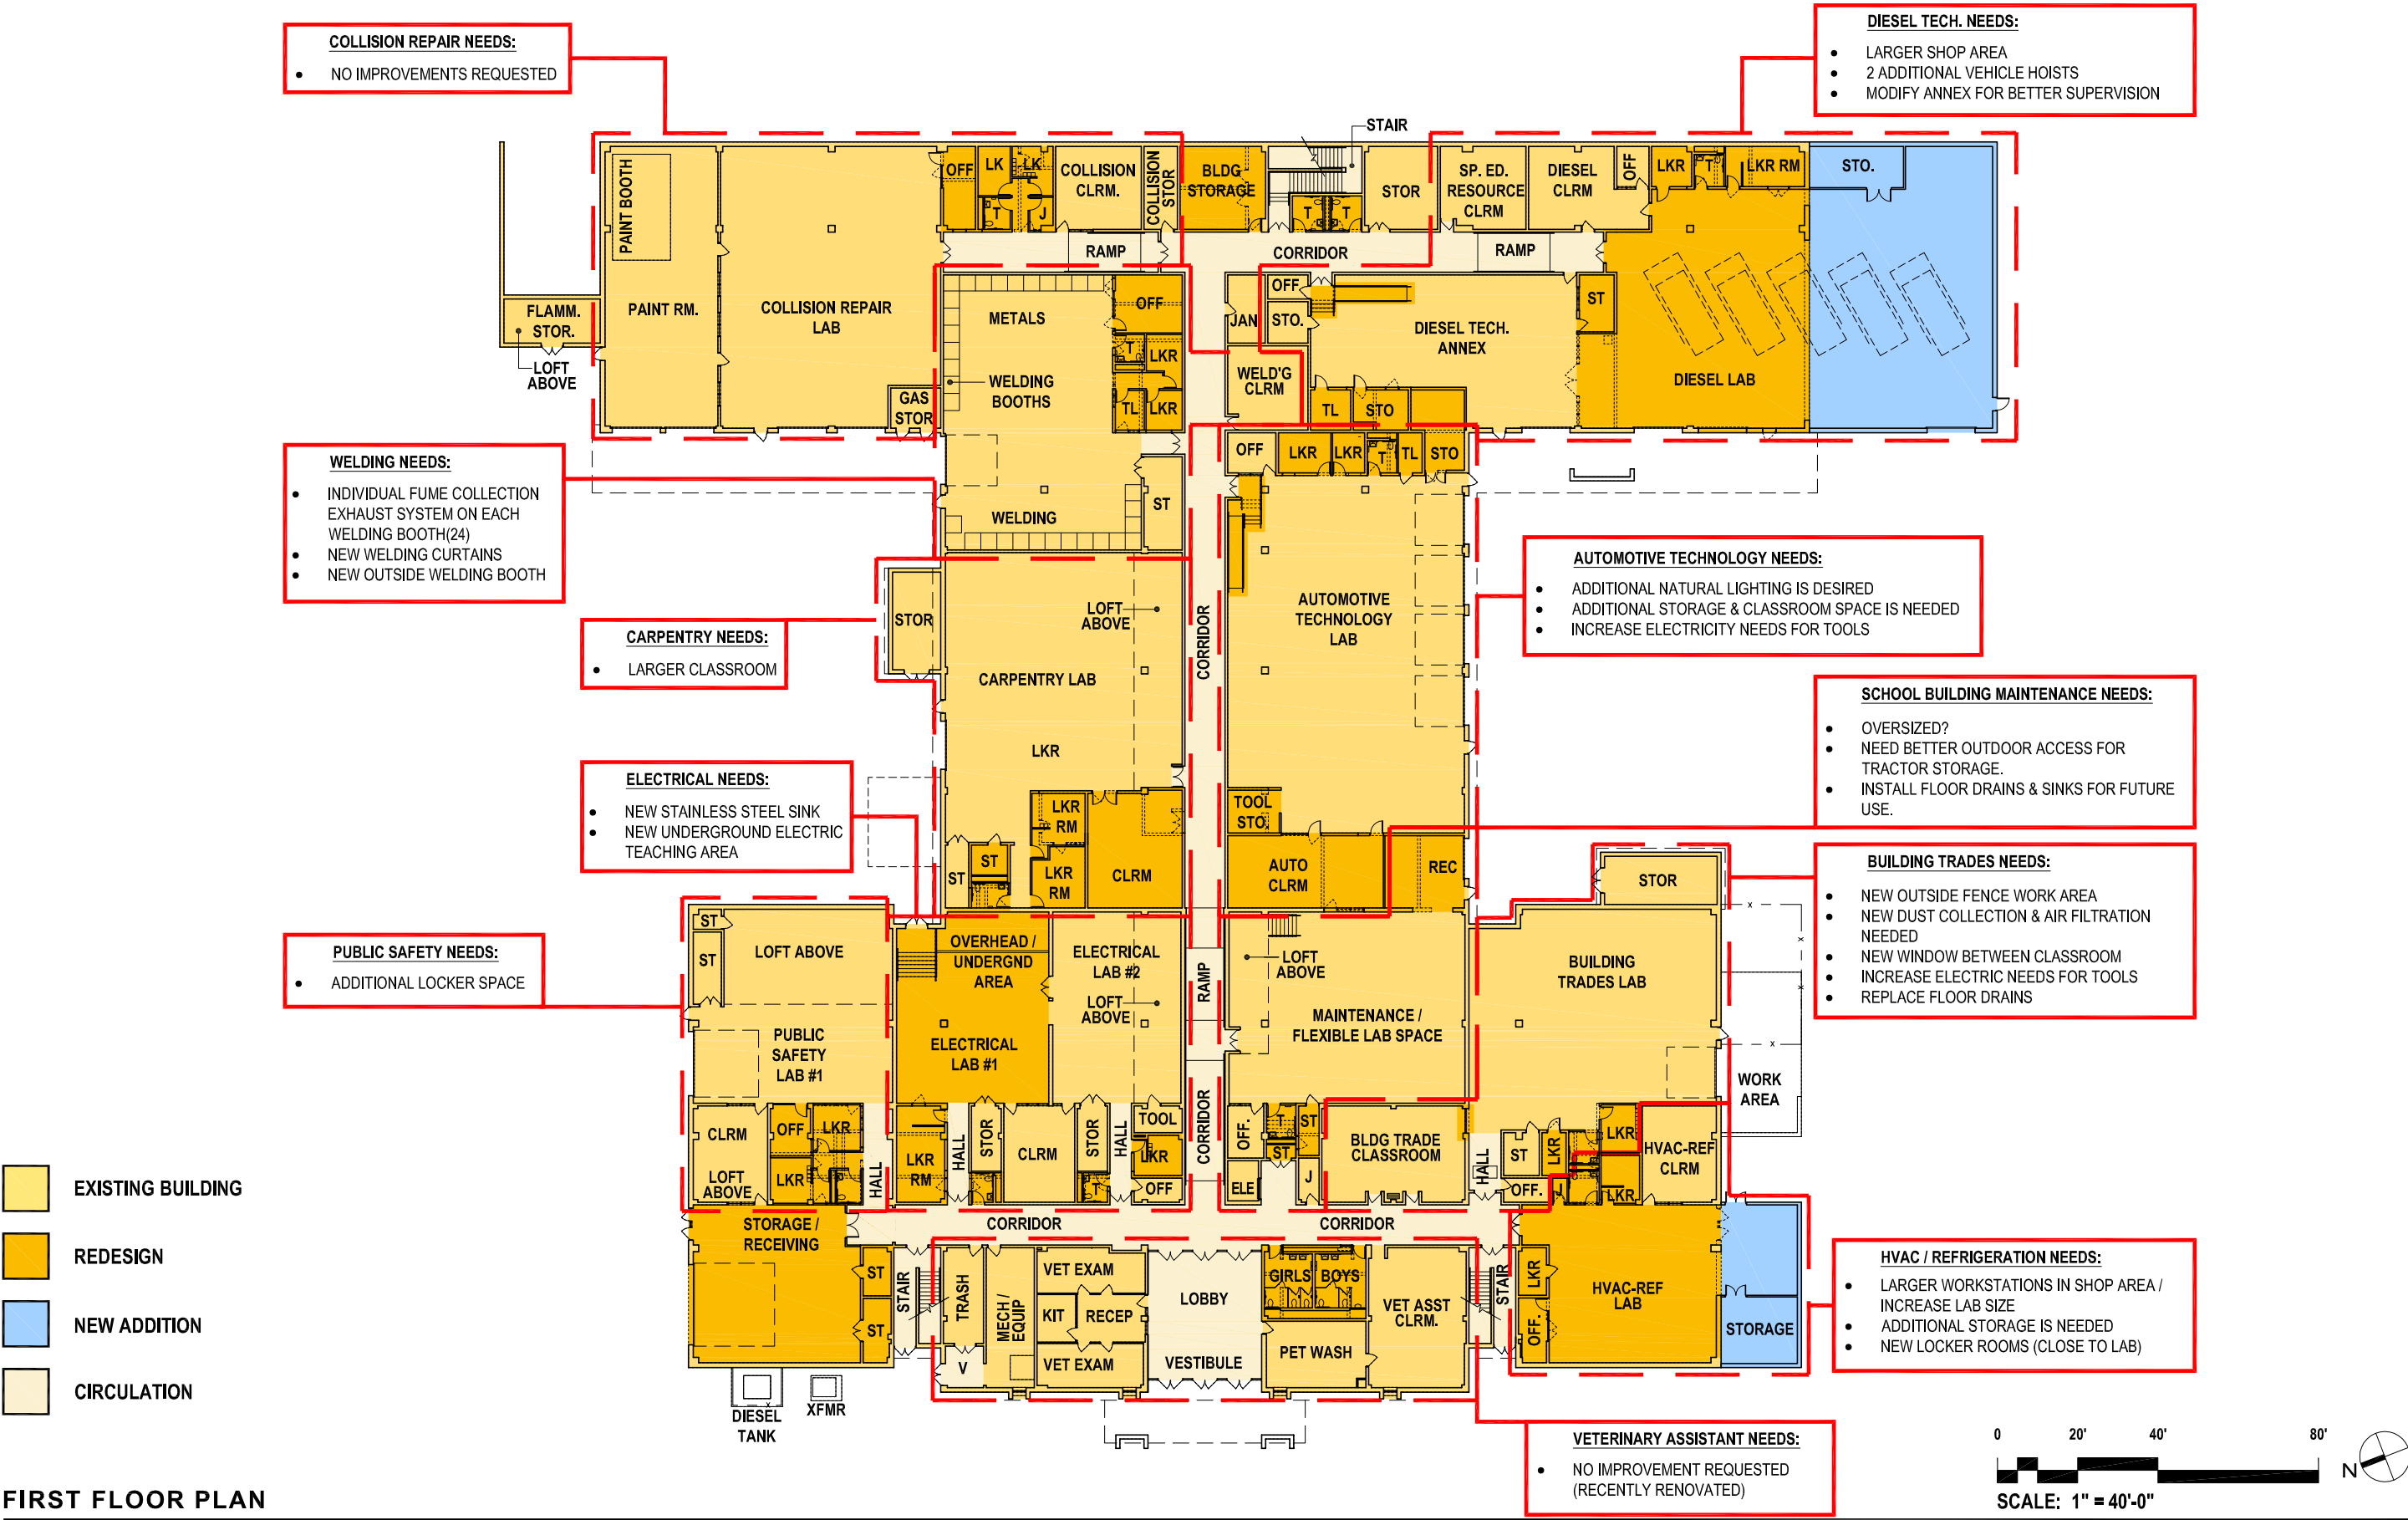 COLLISION REPAIR NEEDS:
• NO IMPROVEMENTS REQUESTED
DIESEL TECH. NEEDS:
• LARGER SHOP AREA
• 2 ADDITIONAL VEHICLE HOISTS
• MODIFY ANNEX FOR BETTER SUPERVISION
STAIR
PAINT BOOTH
OFF
LK
LK
T
J
COLLISION
CLRM.
COLLISION
STOR
BLDG
STORAGE
T
T
STOR
SP. ED.
RESOURCE
CLRM
DIESEL
CLRM
OFF
LKR
T
LKR RM
STO.
RAMP
CORRIDOR
RAMP
FLAMM.
STOR.
LOFT
ABOVE
PAINT RM.
COLLISION REPAIR
LAB
GAS
STOR
METALS
OFF
WELDING
BOOTHS
T
LKR
TL
LKR
JAN
OFF
STO.
WELD'G
CLRM
DIESEL TECH.
ANNEX
ST
DIESEL LAB
TL
STO
WELDING NEEDS:
• INDIVIDUAL FUME COLLECTION
EXHAUST SYSTEM ON EACH
WELDING BOOTH(24)
• NEW WELDING CURTAINS
• NEW OUTSIDE WELDING BOOTH
WELDING
ST
OFF
LKR
LKR
T
TL
STO
AUTOMOTIVE TECHNOLOGY NEEDS:
• ADDITIONAL NATURAL LIGHTING IS DESIRED
• ADDITIONAL STORAGE & CLASSROOM SPACE IS NEEDED
• INCREASE ELECTRICITY NEEDS FOR TOOLS
CARPENTRY NEEDS:
• LARGER CLASSROOM
STOR
LOFT
ABOVE
CARPENTRY LAB
LKR
CORRIDOR
AUTOMOTIVE
TECHNOLOGY
LAB
SCHOOL BUILDING MAINTENANCE NEEDS:
• OVERSIZED?
• NEED BETTER OUTDOOR ACCESS FOR
TRACTOR STORAGE.
• INSTALL FLOOR DRAINS & SINKS FOR FUTURE
USE.
ELECTRICAL NEEDS:
• NEW STAINLESS STEEL SINK
• NEW UNDERGROUND ELECTRIC
TEACHING AREA
LKR
RM
ST
ST
LKR
RM
CLRM
TOOL
STO
AUTO
CLRM
REC
BUILDING TRADES NEEDS:
• NEW OUTSIDE FENCE WORK AREA
• NEW DUST COLLECTION & AIR FILTRATION
NEEDED
• NEW WINDOW BETWEEN CLASSROOM
• INCREASE ELECTRIC NEEDS FOR TOOLS
• REPLACE FLOOR DRAINS
PUBLIC SAFETY NEEDS:
• ADDITIONAL LOCKER SPACE
ST
ST
LOFT ABOVE
PUBLIC
SAFETY
LAB #1
OVERHEAD /
UNDERGND
AREA
ELECTRICAL
LAB #1
ELECTRICAL
LAB #2
LOFT
ABOVE
RAMP
CORRIDOR
LOFT
ABOVE
MAINTENANCE /
FLEXIBLE LAB SPACE
STOR
BUILDING
TRADES LAB
WORK
AREA
CLRM
LOFT
ABOVE
OFF
LKR
LKR
HALL
LKR
RM
HALL
STOR
CLRM
STOR
T
HALL
TOOL
LKR
OFF
OFF.
T
ST
ST
ELE
J
BLDG TRADE
CLASSROOM
HALL
ST
LKR
OFF.
J
LKR
LKR
HVAC-REF
CLRM
STORAGE /
RECEIVING
CORRIDOR
CORRIDOR
ST
ST
STAIR
TRASH
V
MECH /
EQUIP
VET EXAM
KIT
RECEP
VET EXAM
LOBBY
VESTIBULE
GIRLS
BOYS
PET WASH
VET ASST
CLRM.
STAIR
LKR
OFF.
HVAC-REF
LAB
STORAGE
HVAC / REFRIGERATION NEEDS:
• LARGER WORKSTATIONS IN SHOP AREA /
INCREASE LAB SIZE
• ADDITIONAL STORAGE IS NEEDED
• NEW LOCKER ROOMS (CLOSE TO LAB)
DIESEL
TANK
XFMR
VETERINARY ASSISTANT NEEDS:
• NO IMPROVEMENT REQUESTED
(RECENTLY RENOVATED)
EXISTING BUILDING
REDESIGN
NEW ADDITION
CIRCULATION
0 20' 40' 80'
N
SCALE: 1" = 40'-0"
FIRST FLOOR PLAN